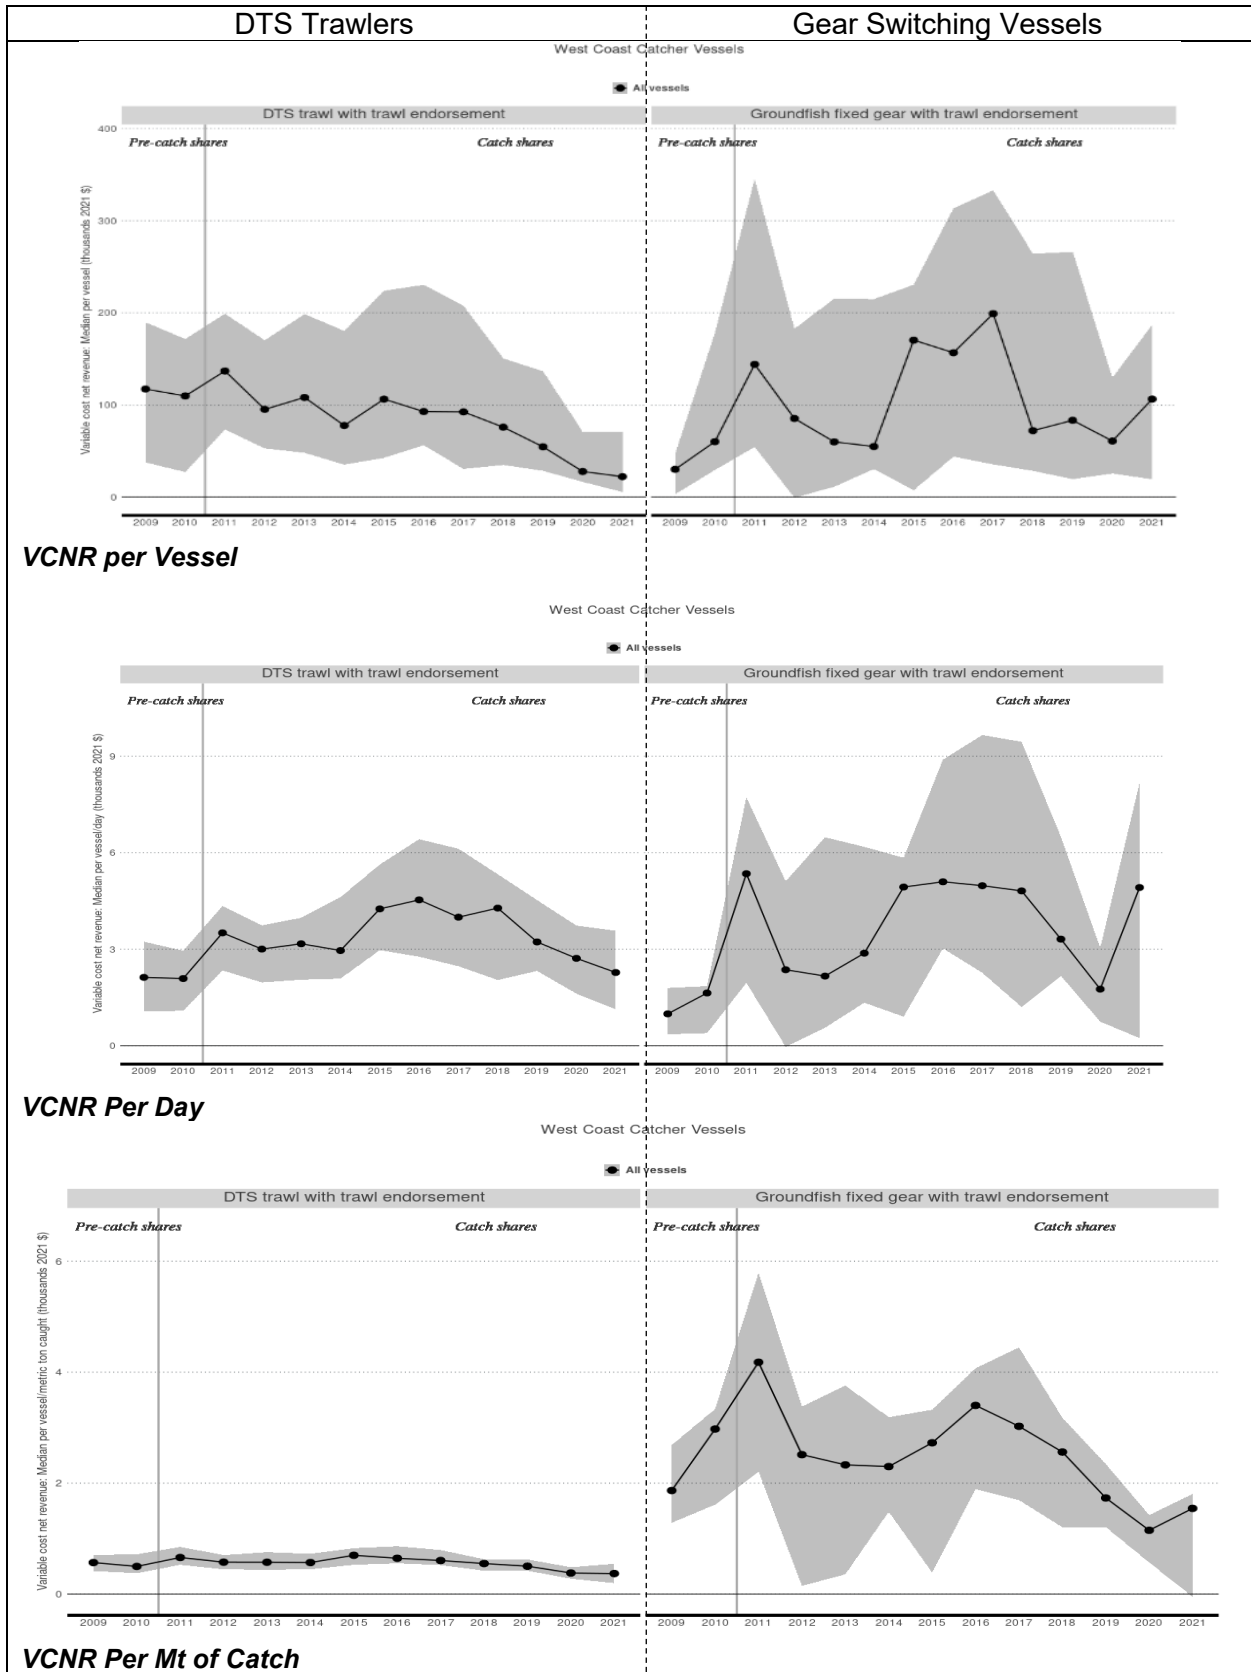 DTS Trawlers Gear Switching Vessels
West Coast Catcher Vessels
All vessels
DTS trawl with trawl endorsement Groundfish fixed gear with trawl endorsement
Pre-catch shares Catch shares Pre-catch shares Catch shares
Variable cost net revenue: Median per vessel (thousands 2021 $)
400
300
200
100
0
2009 2010 2011 2012 2013 2014 2015 2016 2017 2018 2019 2020 2021 2009 2010 2011 2012 2013 2014 2015 2016 2017 2018 2019 2020 2021
VCNR per Vessel
West Coast Catcher Vessels
All vessels
DTS trawl with trawl endorsement Groundfish fixed gear with trawl endorsement
Pre-catch shares Catch shares Pre-catch shares Catch shares
Variable cost net revenue: Median per vessel/day (thousands 2021 $)
9
6
3
0
2009 2010 2011 2012 2013 2014 2015 2016 2017 2018 2019 2020 2021 2009 2010 2011 2012 2013 2014 2015 2016 2017 2018 2019 2020 2021
VCNR Per Day
West Coast Catcher Vessels
All vessels
DTS trawl with trawl endorsement Groundfish fixed gear with trawl endorsement
Pre-catch shares Catch shares Pre-catch shares Catch shares
Variable cost net revenue: Median per vessel/metric ton caught (thousands 2021 $)
6
4
2
0
2009 2010 2011 2012 2013 2014 2015 2016 2017 2018 2019 2020 2021 2009 2010 2011 2012 2013 2014 2015 2016 2017 2018 2019 2020 2021
VCNR Per Mt of Catch